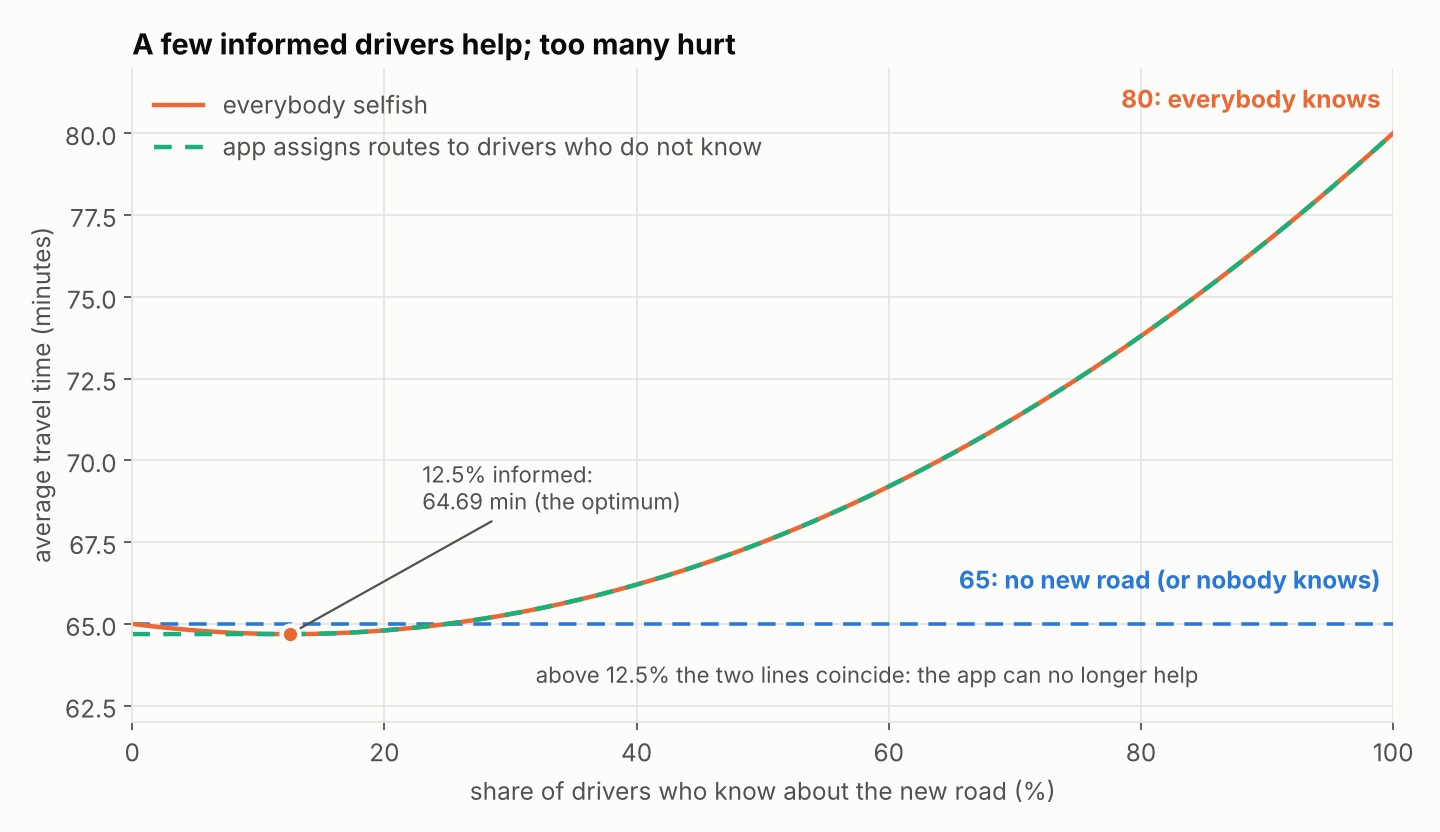 A few informed drivers help; too many hurt
everybody selfish
app assigns routes to drivers who do not know
80: everybody knows
80.0
77.5
75.0
72.5
70.0
67.5
65.0
62.5
average travel time (minutes)
12.5% informed:
64.69 min (the optimum)
65: no new road (or nobody knows)
above 12.5% the two lines coincide: the app can no longer help
0
20
40
60
80
100
share of drivers who know about the new road (%)